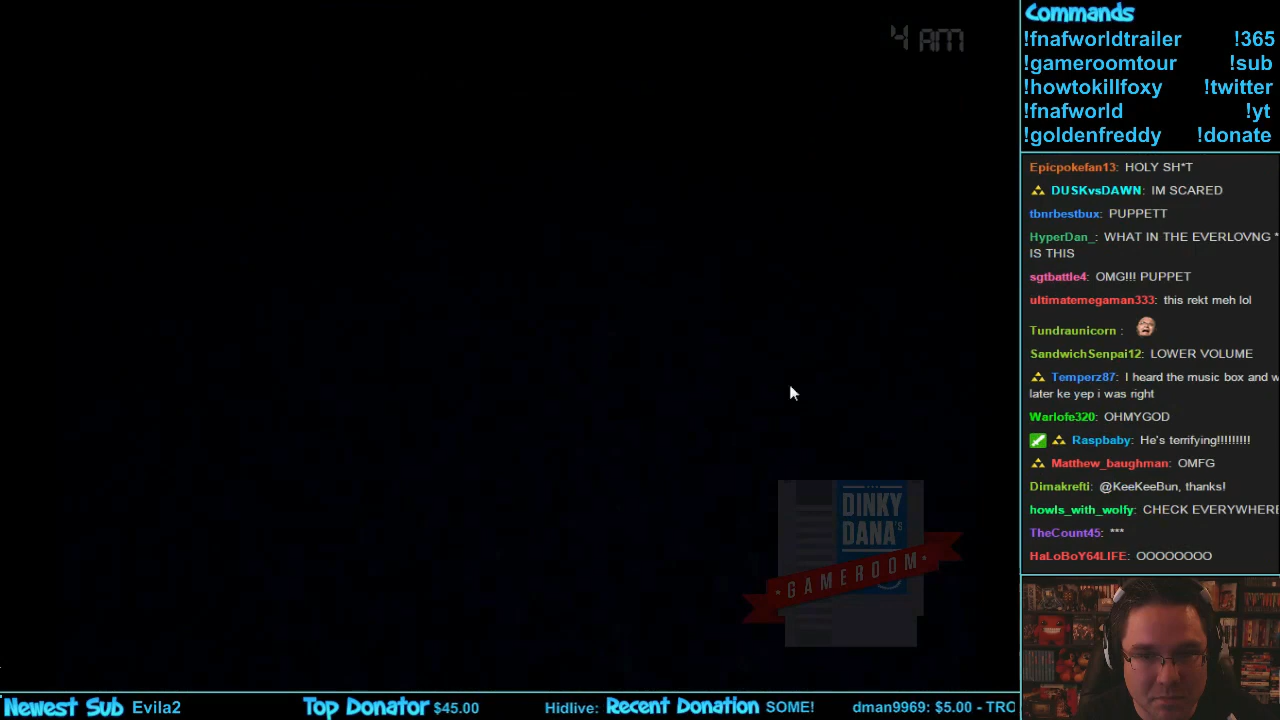 4 AM
Commands
!fnafworldtrailer !365
!gameroomtour !sub
!howtokillfoxy !twitter
!fnafworld !yt
!goldenfreddy !donate
Epicpokefan13: HOLY SH*T
DUSKvsDAWN: IM SCARED
tbnrbestbux: PUPPETT
HyperDan_: WHAT IN THE EVERLOVNG *
IS THIS
sgtbattle4: OMG!!! PUPPET
ultimatemegaman333: this rekt meh lol
Tundraunicorn :
SandwichSenpai12: LOWER VOLUME
Temperz87: I heard the music box and w
later ke yep i was right
Warlofe320: OHMYGOD
Raspbaby: He's terrifying!!!!!!!!!
Matthew_baughman: OMFG
Dimakrefti: @KeeKeeBun, thanks!
howls_with_wolfy: CHECK EVERYWHERE
TheCount45: ***
HaLoBoY64LIFE: OOOOOOOO
DINKY
DANA'S
GAMEROOM
Newest Sub Evila2 Top Donator $45.00 Hidlive: Recent Donation SOME! dman9969: $5.00 - TRO